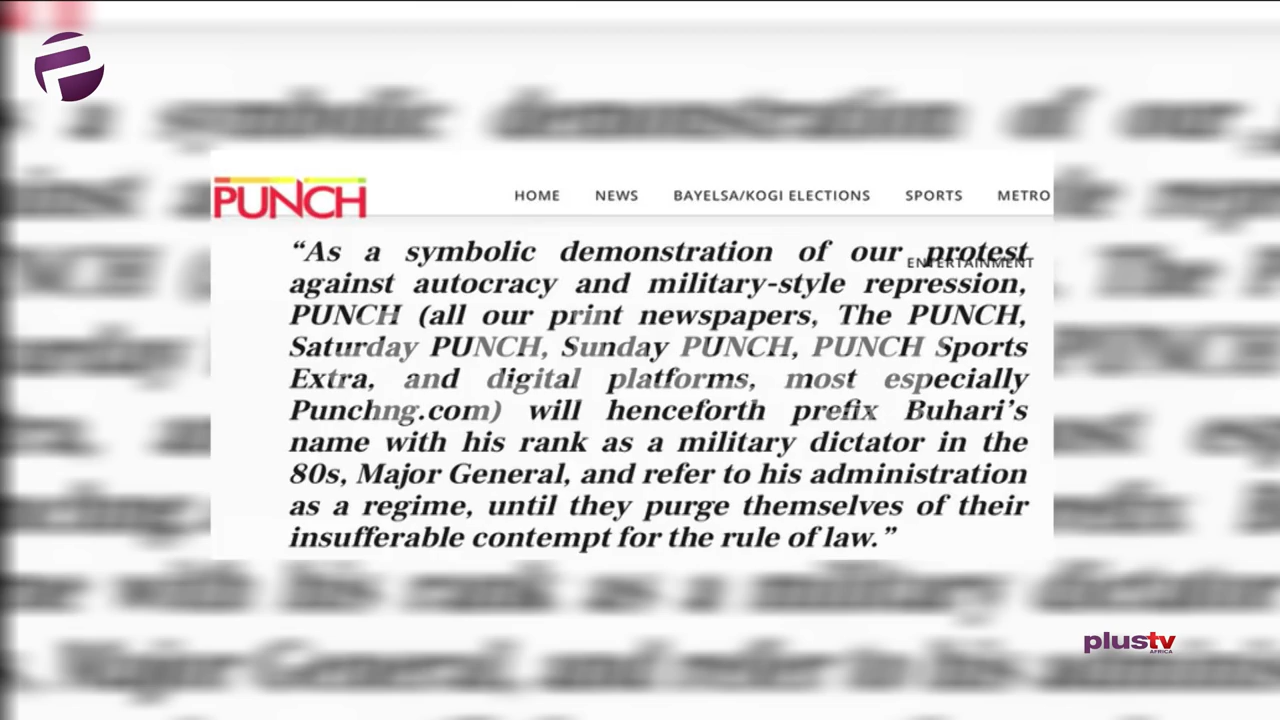 PUNCH
HOME NEWS BAYELSA/KOGI ELECTIONS SPORTS METRO
ENTERTAINMENT
“As a symbolic demonstration of our protest
against autocracy and military-style repression,
PUNCH (all our print newspapers, The PUNCH,
Saturday PUNCH, Sunday PUNCH, PUNCH Sports
Extra, and digital platforms, most especially
Punchng.com) will henceforth prefix Buhari’s
name with his rank as a military dictator in the
80s, Major General, and refer to his administration
as a regime, until they purge themselves of their
insufferable contempt for the rule of law.”
plustv
AFRICA